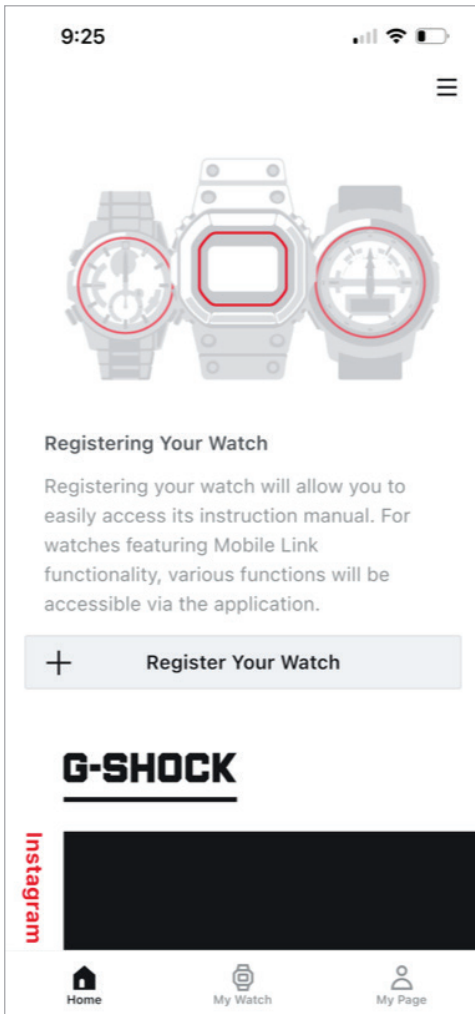 9:25
Registering Your Watch
Registering your watch will allow you to
easily access its instruction manual. For
watches featuring Mobile Link
functionality, various functions will be
accessible via the application.
Register Your Watch
G-SHOCK
Instagram
Home
My Watch
My Page